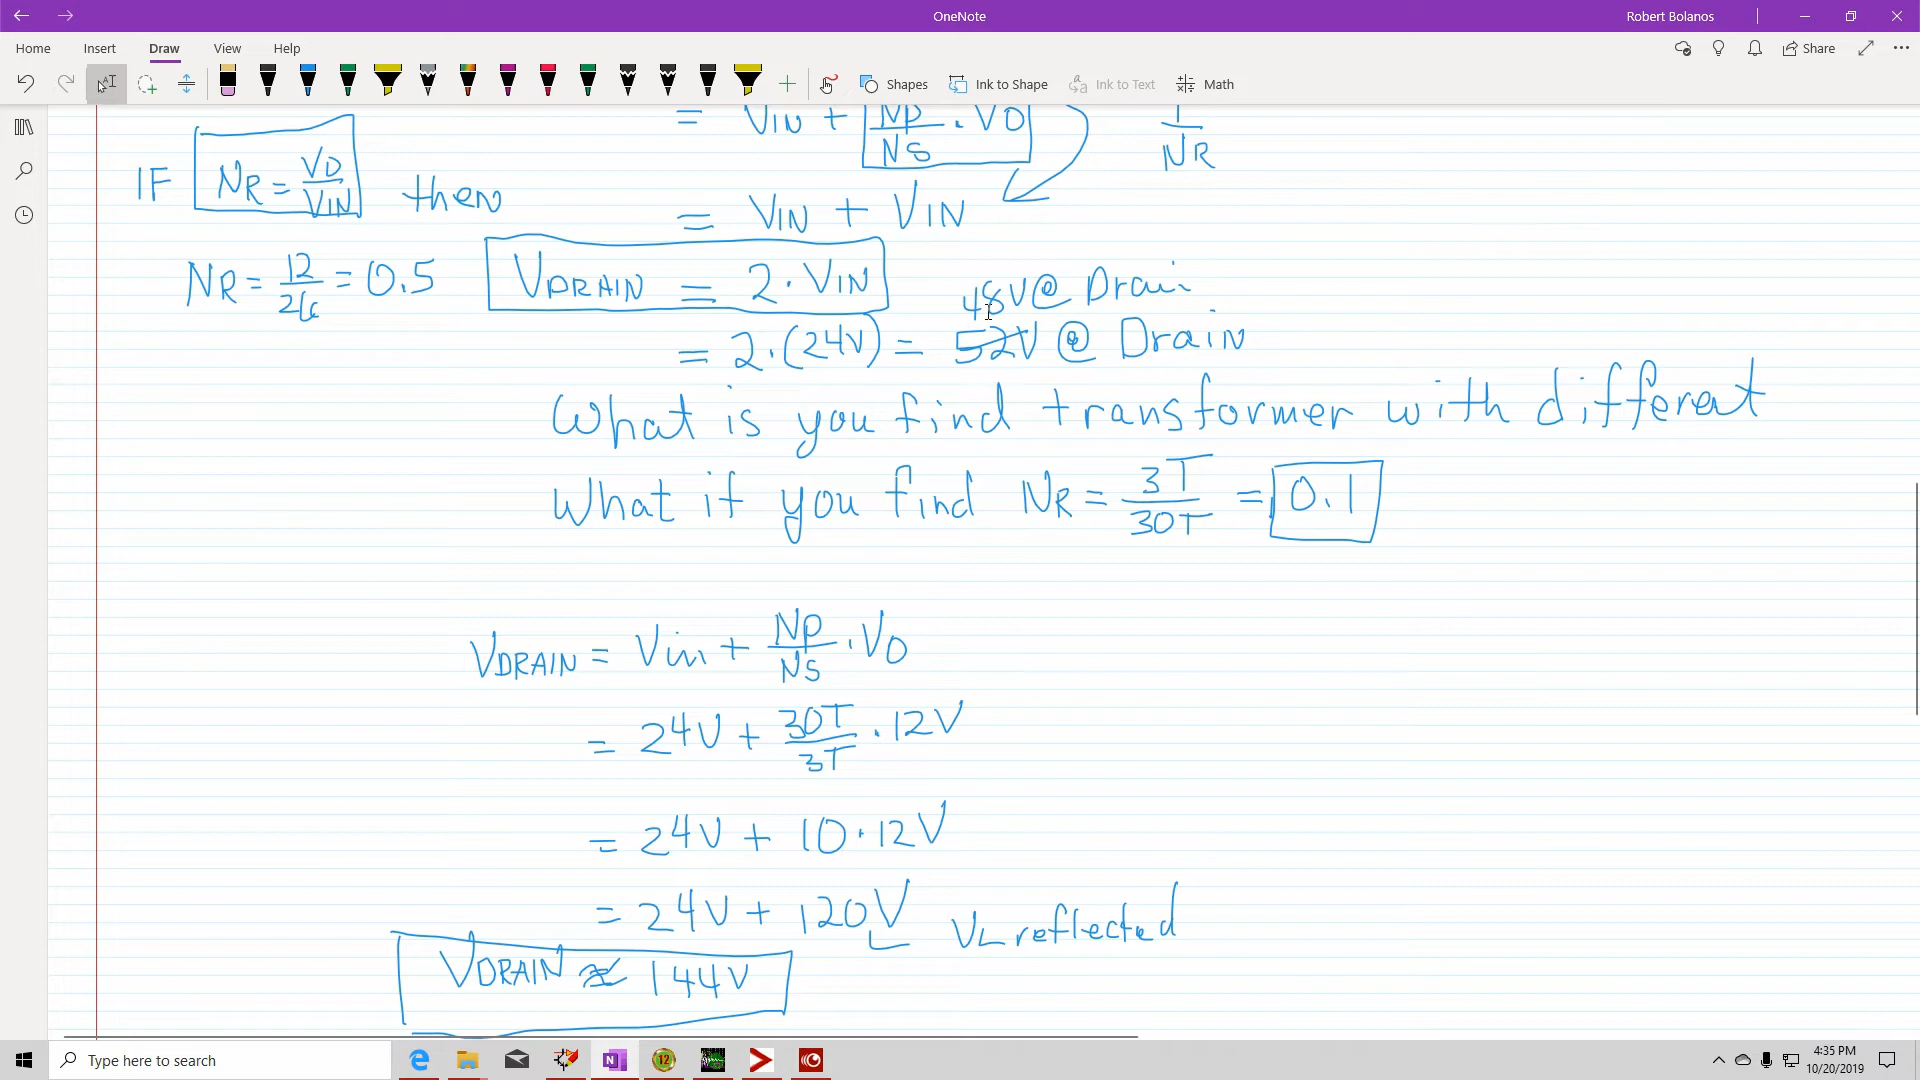 OneNote
Robert Bolanos
Home Insert Draw View Help
Share
Shapes Ink to Shape Ink to Text Math
= VIN + NP/NS · VO
1/NR
IF NR = VO/VIN then
= VIN + VIN
NR = 12/24 = 0.5
VDRAIN = 2 · VIN
48V @ Drain
= 2 · (24V) = 52V @ Drain
What is you find transformer with different
What if you find NR = 3T/30T = 0.1
VDRAIN = Vin + NP/NS · VO
= 24V + 30T/3T · 12V
= 24V + 10 · 12V
= 24V + 120V VL reflected
VDRAIN ≈ 144V
Type here to search
12
4:35 PM
10/20/2019